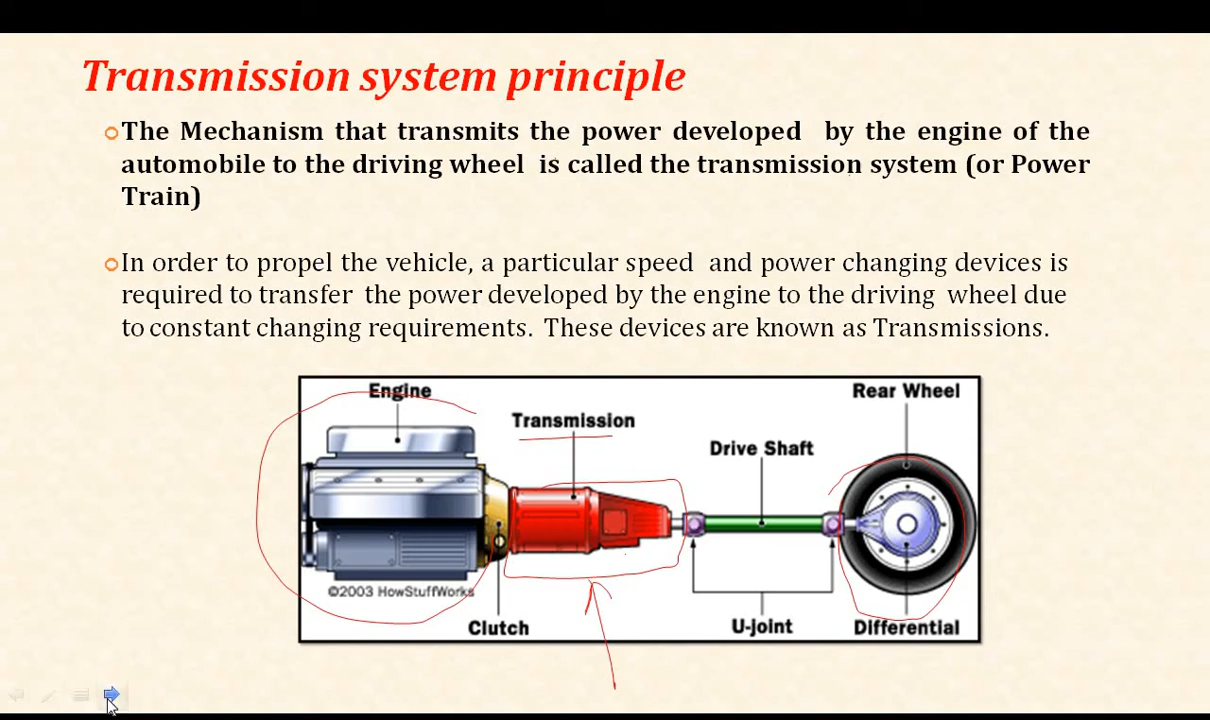 Transmission system principle
The Mechanism that transmits the power developed by the engine of the
automobile to the driving wheel is called the transmission system (or Power
Train)
In order to propel the vehicle, a particular speed and power changing devices is
required to transfer the power developed by the engine to the driving wheel due
to constant changing requirements. These devices are known as Transmissions.
Engine
Rear Wheel
Transmission
Drive Shaft
©2003 HowStuffWorks
Clutch
U-joint
Differential